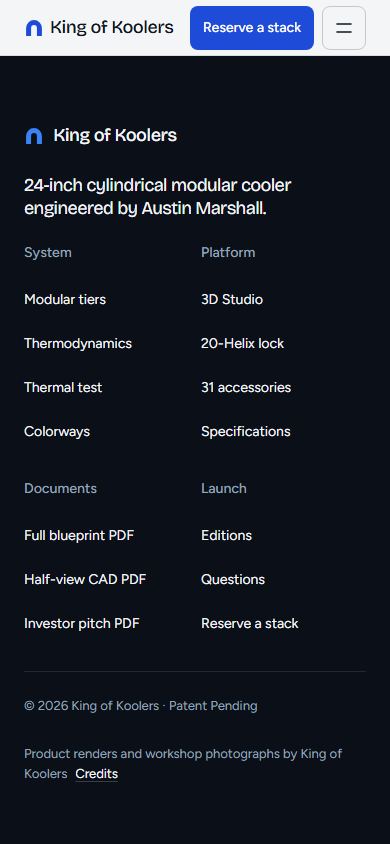 King of Koolers
Reserve a stack
King of Koolers
24-inch cylindrical modular cooler
engineered by Austin Marshall.
System
Modular tiers
Thermodynamics
Thermal test
Colorways
Platform
3D Studio
20-Helix lock
31 accessories
Specifications
Documents
Full blueprint PDF
Half-view CAD PDF
Investor pitch PDF
Launch
Editions
Questions
Reserve a stack
© 2026 King of Koolers · Patent Pending
Product renders and workshop photographs by King of
Koolers Credits